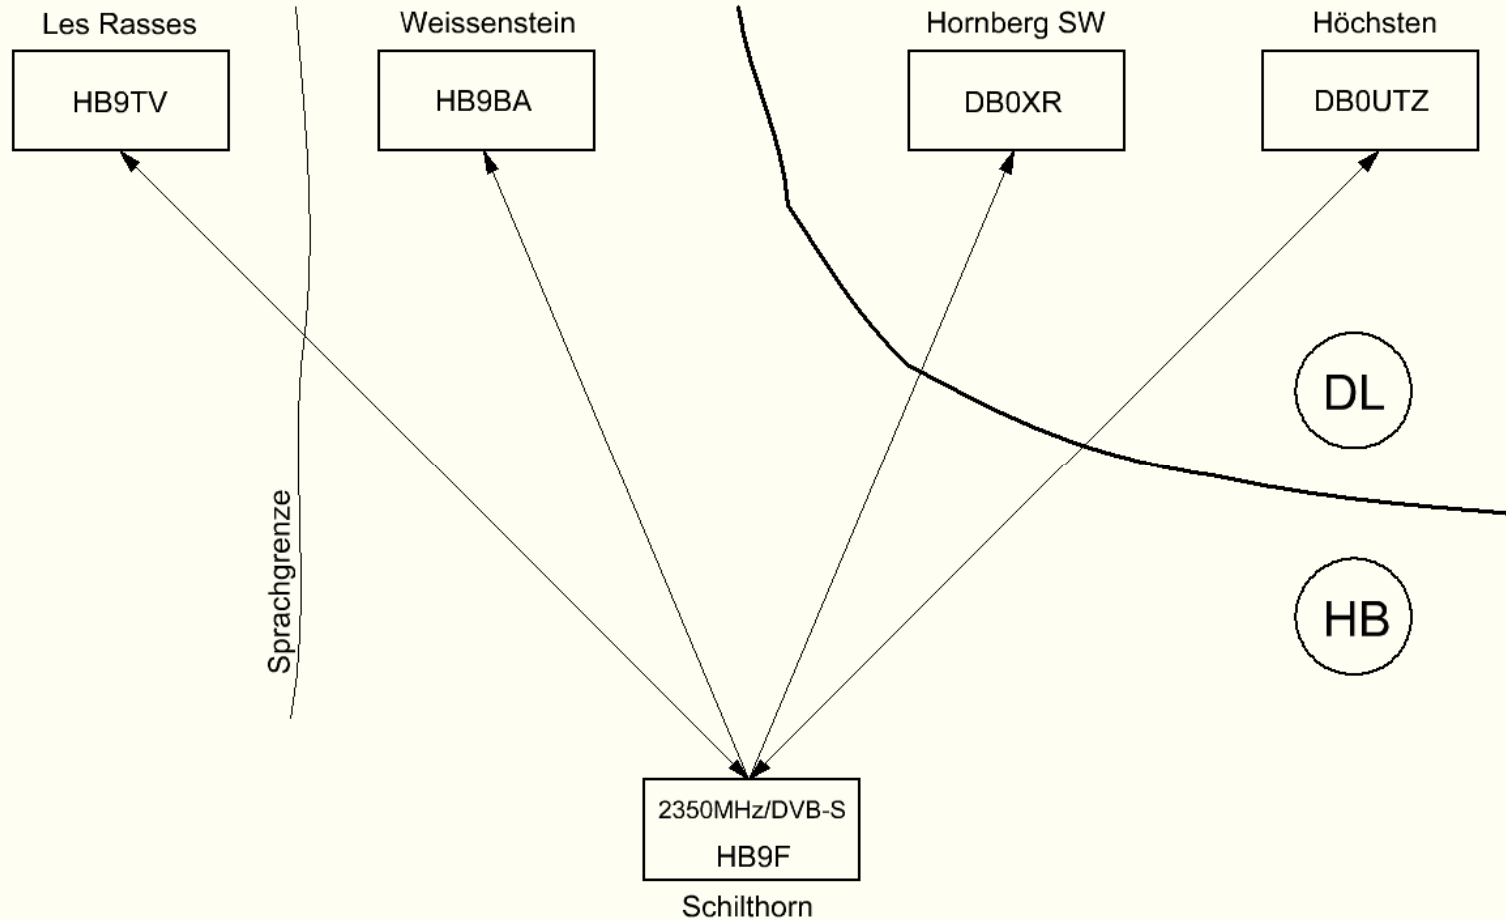 Les Rasses
Weissenstein
Hornberg SW
Höchsten
HB9TV
HB9BA
DB0XR
DB0UTZ
DL
Sprachgrenze
HB
2350MHz/DVB-S
HB9F
Schilthorn